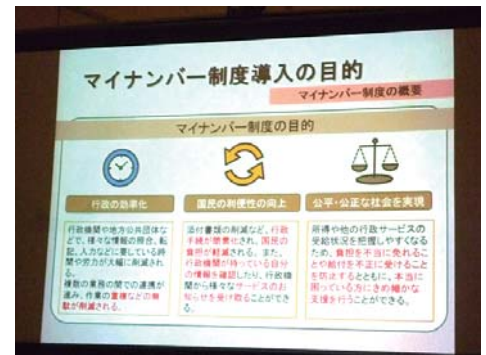 マイナンバー制度導入の目的
マイナンバー制度の概要
マイナンバー制度の目的
行政の効率化
国民の利便性の向上
公平・公正な社会を実現
行政機関や地方公共団体な
どで、様々な情報の照合、転
記、入力などに要している時
間や労力が大幅に削減され
る。
複数の業務の間での連携が
進み、作業の重複などの無
駄が削減される。
添付書類の削減など、行政
手続が簡素化され、国民の
負担が軽減される。また、
行政機関が持っている自分
の情報を確認したり、行政機
関から様々なサービスのお
知らせを受け取ることができ
る。
所得や他の行政サービスの
受給状況を把握しやすくなる
ため、負担を不当に免れるこ
とや給付を不正に受けること
を防止するとともに、本当に
困っている方にきめ細かな
支援を行うことができる。